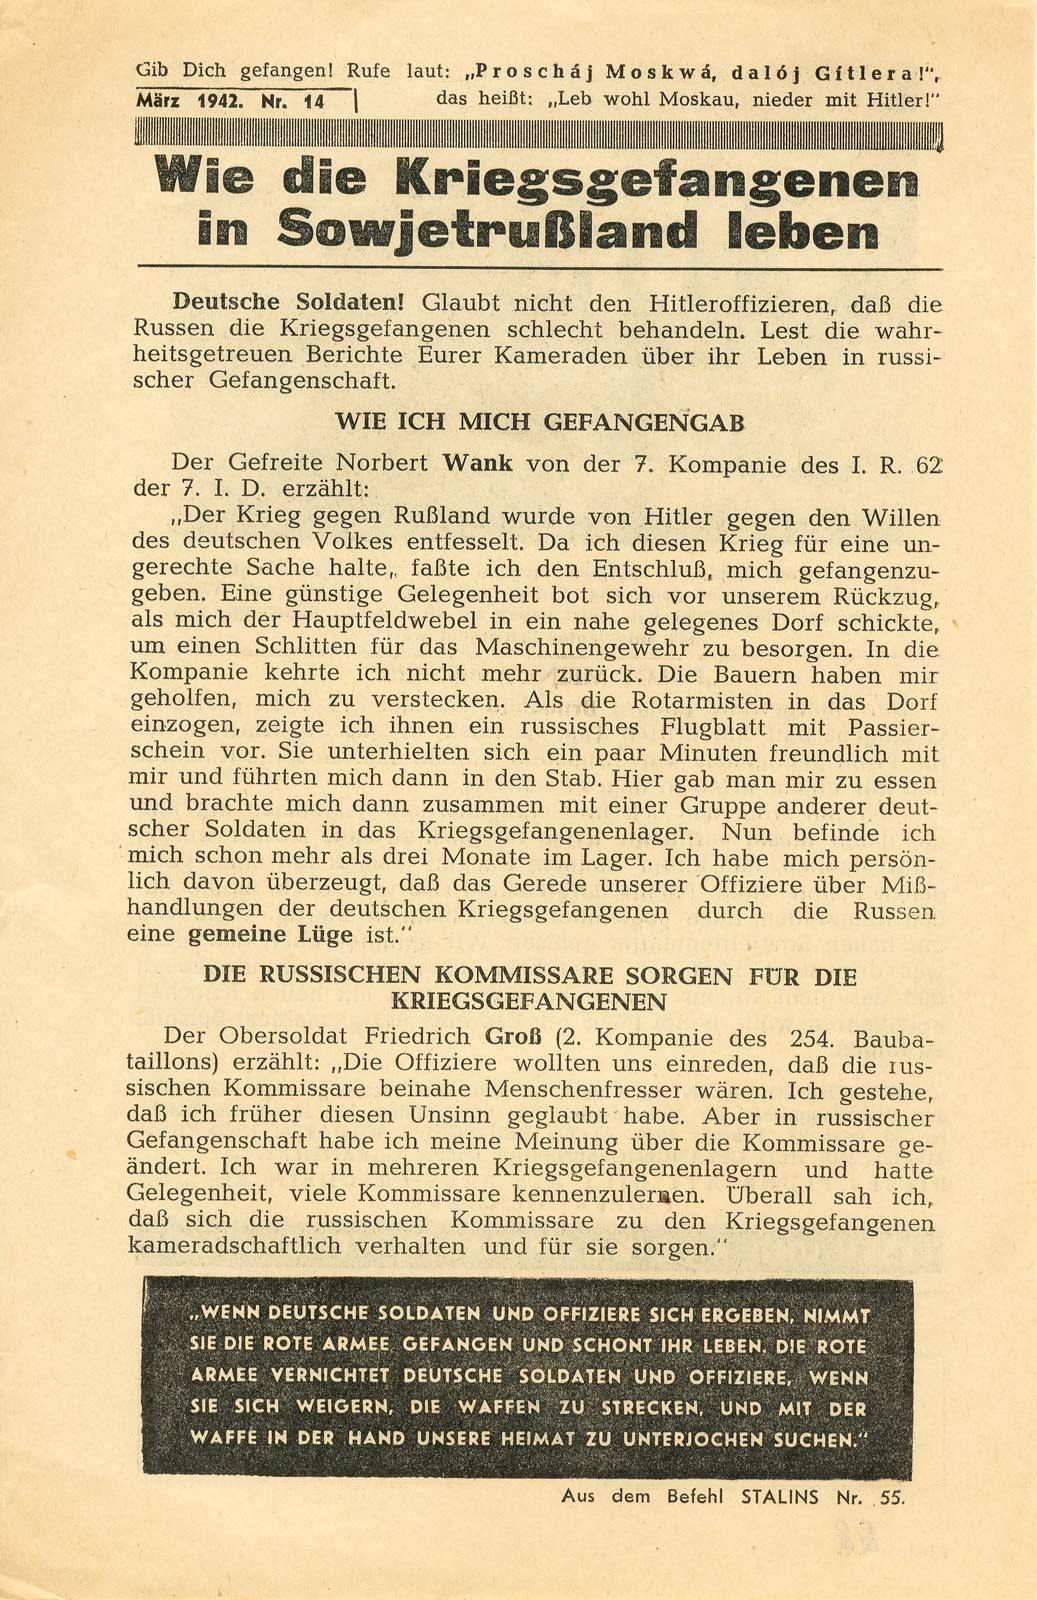 Gib Dich gefangen! Rufe laut: „Proscháj Moskwá, dalój Gítlera!“,
März 1942. Nr. 14
das heißt: „Leb wohl Moskau, nieder mit Hitler!“
Wie die Kriegsgefangenen
in Sowjetrußland leben
Deutsche Soldaten! Glaubt nicht den Hitleroffizieren, daß die
Russen die Kriegsgefangenen schlecht behandeln. Lest die wahr-
heitsgetreuen Berichte Eurer Kameraden über ihr Leben in russi-
scher Gefangenschaft.
WIE ICH MICH GEFANGENGAB
Der Gefreite Norbert Wank von der 7. Kompanie des I. R. 62
der 7. I. D. erzählt:
„Der Krieg gegen Rußland wurde von Hitler gegen den Willen
des deutschen Volkes entfesselt. Da ich diesen Krieg für eine un-
gerechte Sache halte, faßte ich den Entschluß, mich gefangenzu-
geben. Eine günstige Gelegenheit bot sich vor unserem Rückzug,
als mich der Hauptfeldwebel in ein nahe gelegenes Dorf schickte,
um einen Schlitten für das Maschinengewehr zu besorgen. In die
Kompanie kehrte ich nicht mehr zurück. Die Bauern haben mir
geholfen, mich zu verstecken. Als die Rotarmisten in das Dorf
einzogen, zeigte ich ihnen ein russisches Flugblatt mit Passier-
schein vor. Sie unterhielten sich ein paar Minuten freundlich mit
mir und führten mich dann in den Stab. Hier gab man mir zu essen
und brachte mich dann zusammen mit einer Gruppe anderer deut-
scher Soldaten in das Kriegsgefangenenlager. Nun befinde ich
mich schon mehr als drei Monate im Lager. Ich habe mich persön-
lich davon überzeugt, daß das Gerede unserer Offiziere über Miß-
handlungen der deutschen Kriegsgefangenen durch die Russen
eine gemeine Lüge ist.“
DIE RUSSISCHEN KOMMISSARE SORGEN FÜR DIE
KRIEGSGEFANGENEN
Der Obersoldat Friedrich Groß (2. Kompanie des 254. Bauba-
taillons) erzählt: „Die Offiziere wollten uns einreden, daß die rus-
sischen Kommissare beinahe Menschenfresser wären. Ich gestehe,
daß ich früher diesen Unsinn geglaubt habe. Aber in russischer
Gefangenschaft habe ich meine Meinung über die Kommissare ge-
ändert. Ich war in mehreren Kriegsgefangenenlagern und hatte
Gelegenheit, viele Kommissare kennenzulernen. Überall sah ich,
daß sich die russischen Kommissare zu den Kriegsgefangenen
kameradschaftlich verhalten und für sie sorgen.“
„WENN DEUTSCHE SOLDATEN UND OFFIZIERE SICH ERGEBEN, NIMMT
SIE DIE ROTE ARMEE GEFANGEN UND SCHONT IHR LEBEN. DIE ROTE
ARMEE VERNICHTET DEUTSCHE SOLDATEN UND OFFIZIERE, WENN
SIE SICH WEIGERN, DIE WAFFEN ZU STRECKEN, UND MIT DER
WAFFE IN DER HAND UNSERE HEIMAT ZU UNTERJOCHEN SUCHEN.“
Aus dem Befehl STALINS Nr. 55.